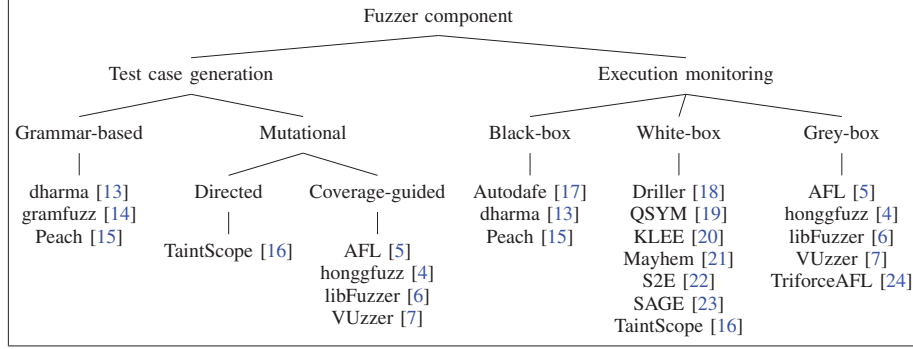 Fuzzer component
Test case generation
Execution monitoring
Grammar-based
Mutational
Black-box
White-box
Grey-box
dharma [13]
gramfuzz [14]
Peach [15]
Directed
Coverage-guided
TaintScope [16]
AFL [5]
honggfuzz [4]
libFuzzer [6]
VUzzer [7]
Autodafe [17]
dharma [13]
Peach [15]
Driller [18]
QSYM [19]
KLEE [20]
Mayhem [21]
S2E [22]
SAGE [23]
TaintScope [16]
AFL [5]
honggfuzz [4]
libFuzzer [6]
VUzzer [7]
TriforceAFL [24]